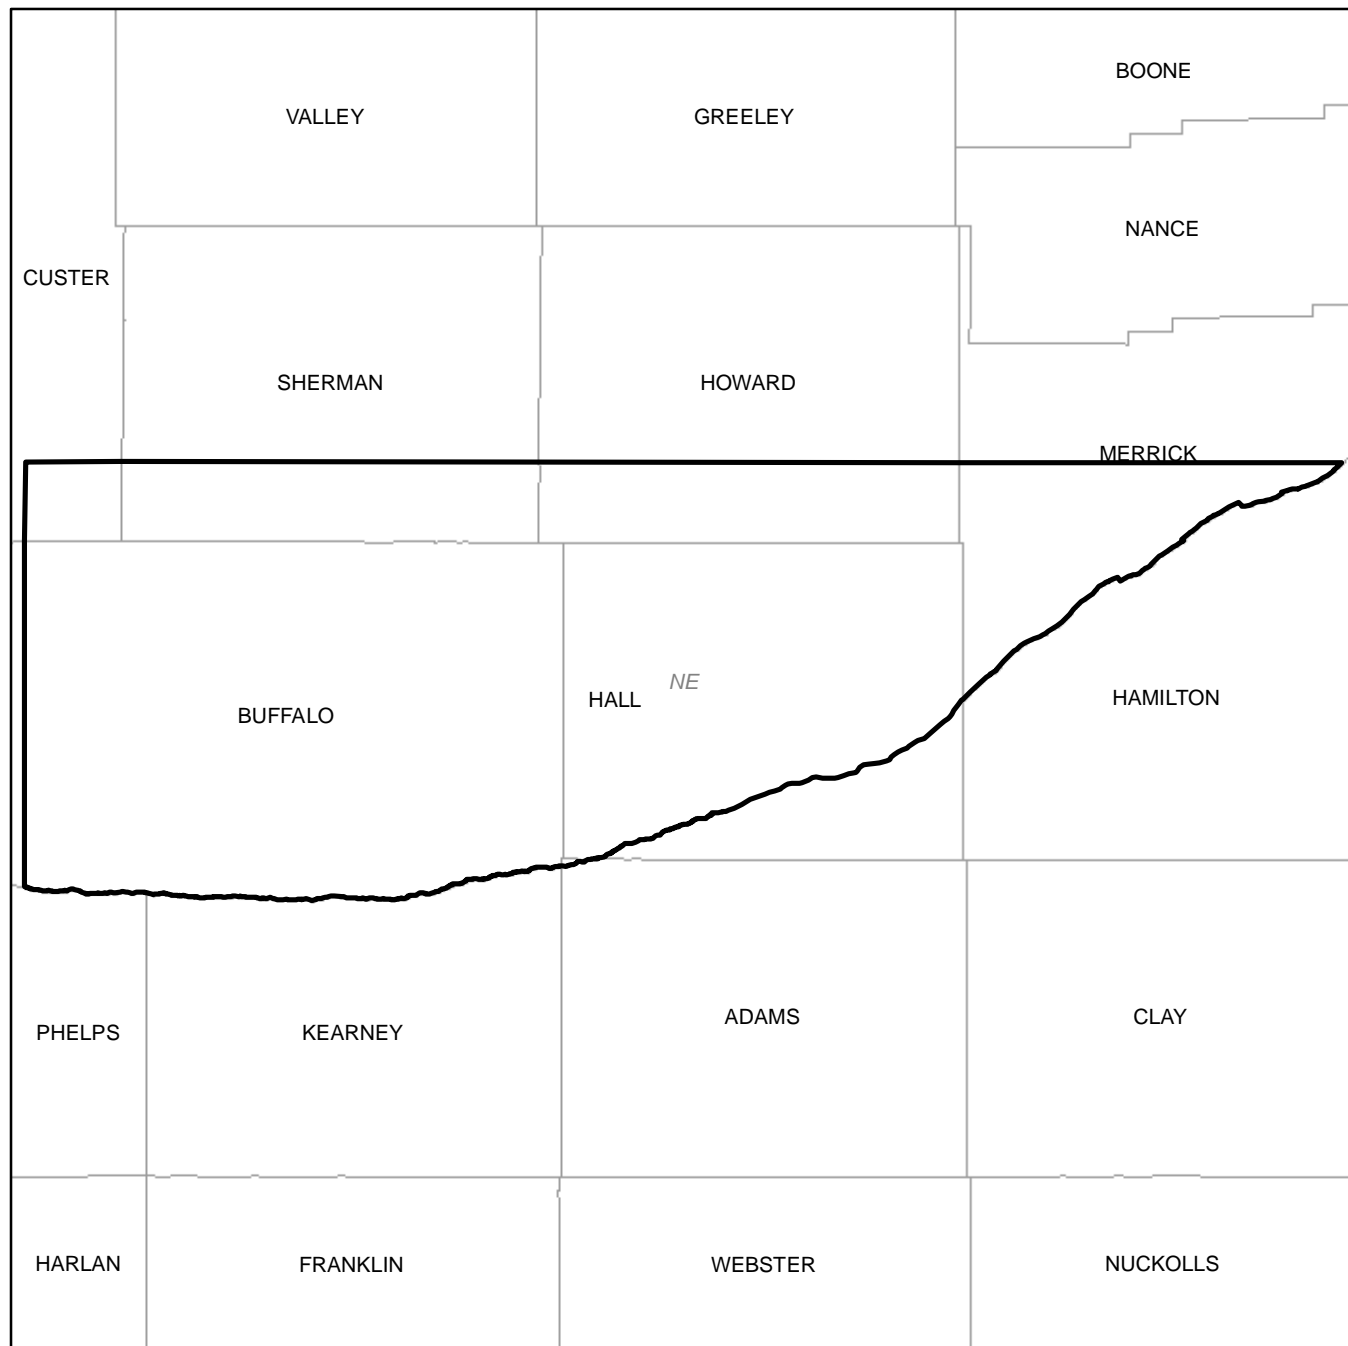 BOONE
VALLEY
GREELEY
NANCE
CUSTER
SHERMAN
HOWARD
MERRICK
NE
HALL
HAMILTON
BUFFALO
ADAMS
CLAY
PHELPS
KEARNEY
HARLAN
FRANKLIN
WEBSTER
NUCKOLLS